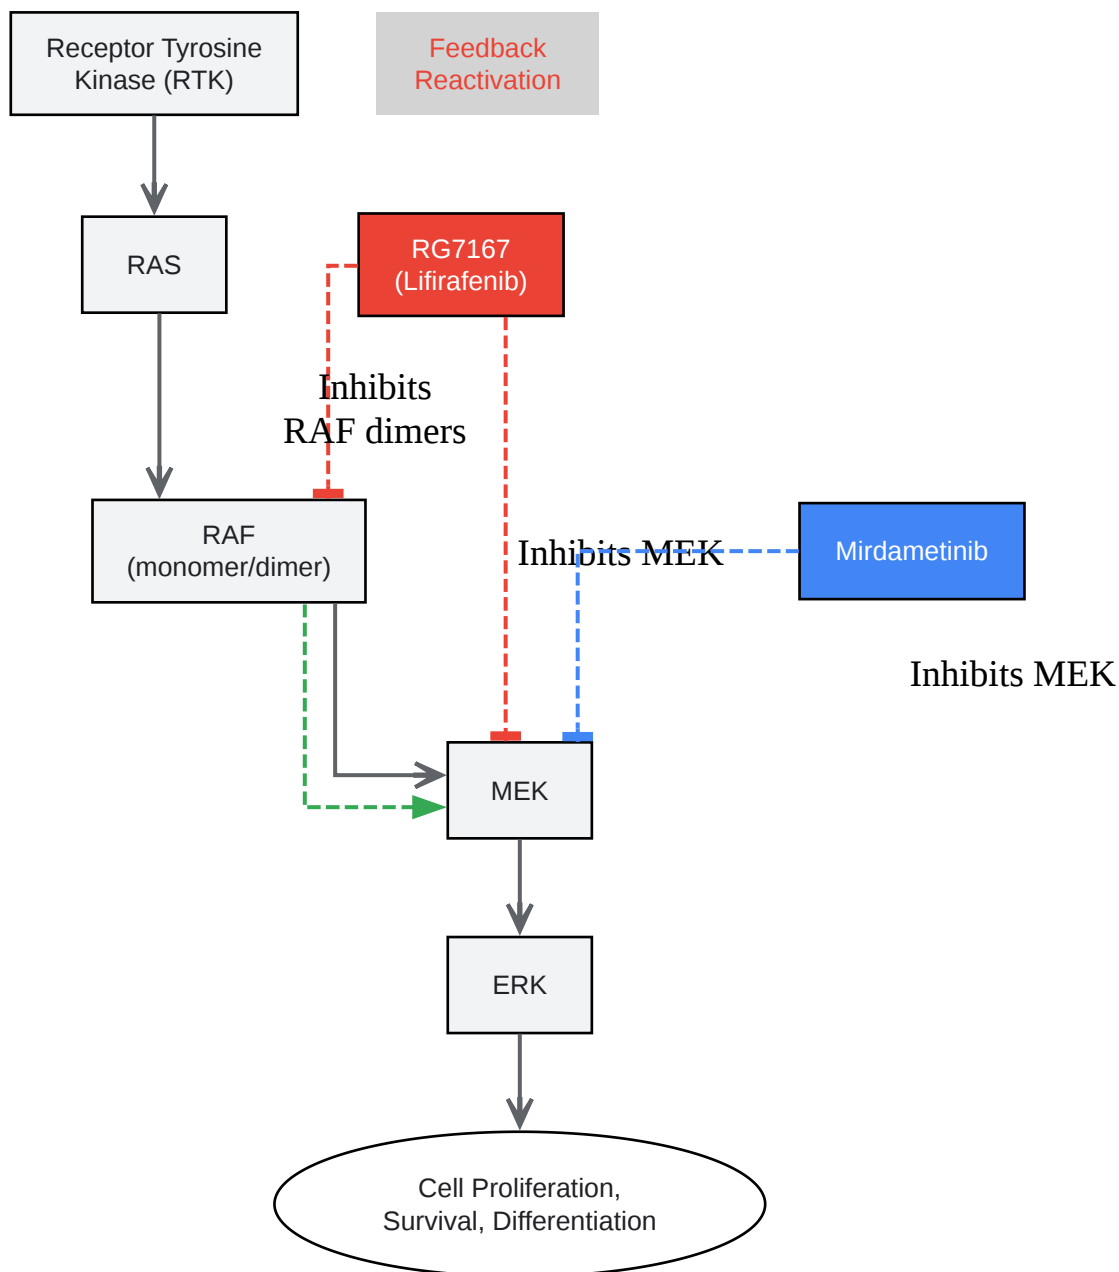 Receptor Tyrosine
Kinase (RTK)
Feedback
Reactivation
RAS
RG7167
(Lifirafenib)
Inhibits
RAF dimers
RAF
(monomer/dimer)
Inhibits MEK
Mirdametinib
Inhibits MEK
MEK
ERK
Cell Proliferation,
Survival, Differentiation